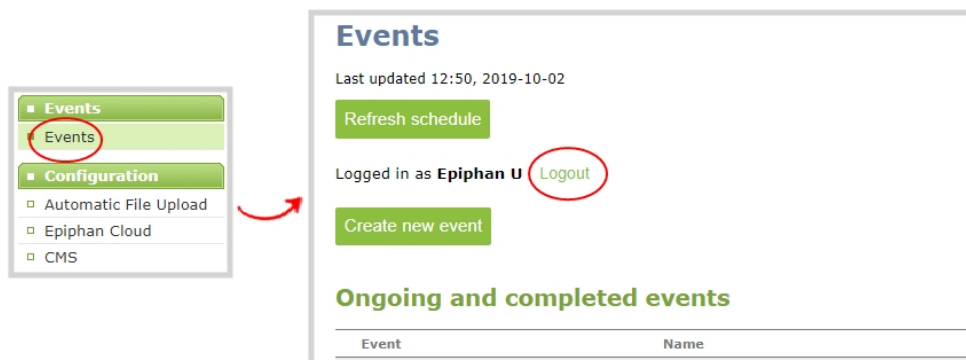 Events
Events
Configuration
Automatic File Upload
Epiphan Cloud
CMS
Events
Last updated 12:50, 2019-10-02
Refresh schedule
Logged in as Epiphan U Logout
Create new event
Ongoing and completed events
Event Name